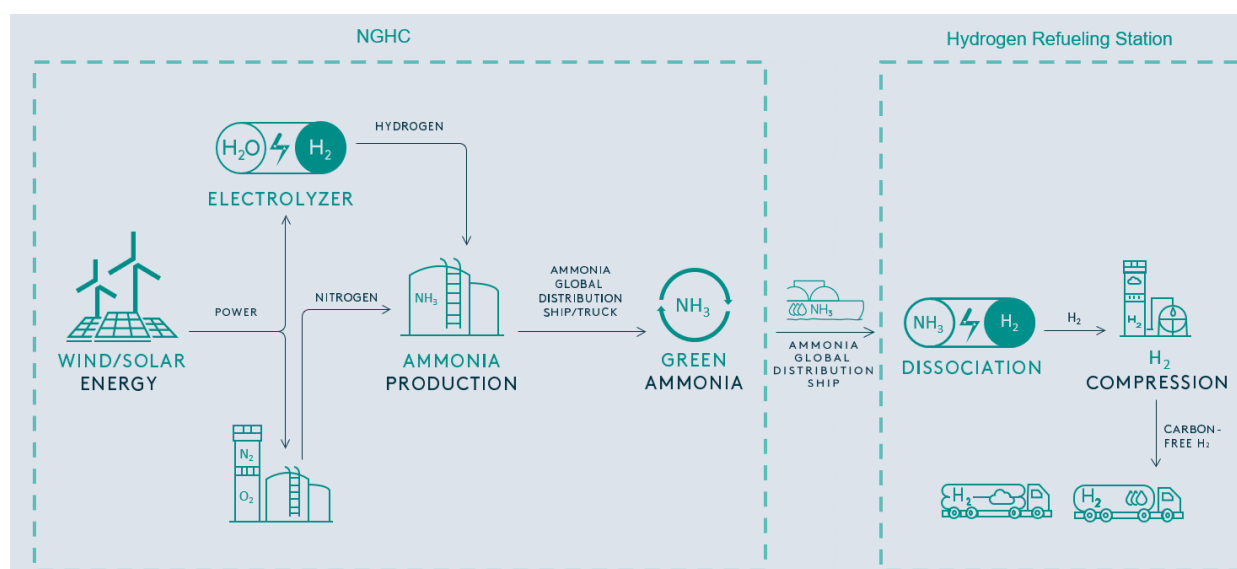 NGHC
Hydrogen Refueling Station
H₂O
H₂
HYDROGEN
ELECTROLYZER
POWER
NITROGEN
WIND/SOLAR
ENERGY
N₂
O₂
NH₃
AMMONIA
PRODUCTION
AMMONIA
GLOBAL
DISTRIBUTION
SHIP/TRUCK
NH₃
GREEN
AMMONIA
NH₃
AMMONIA
GLOBAL
DISTRIBUTION
SHIP
NH₃
H₂
DISSOCIATION
H₂
H₂
H₂
COMPRESSION
CARBON-
FREE H₂
H₂
H₂